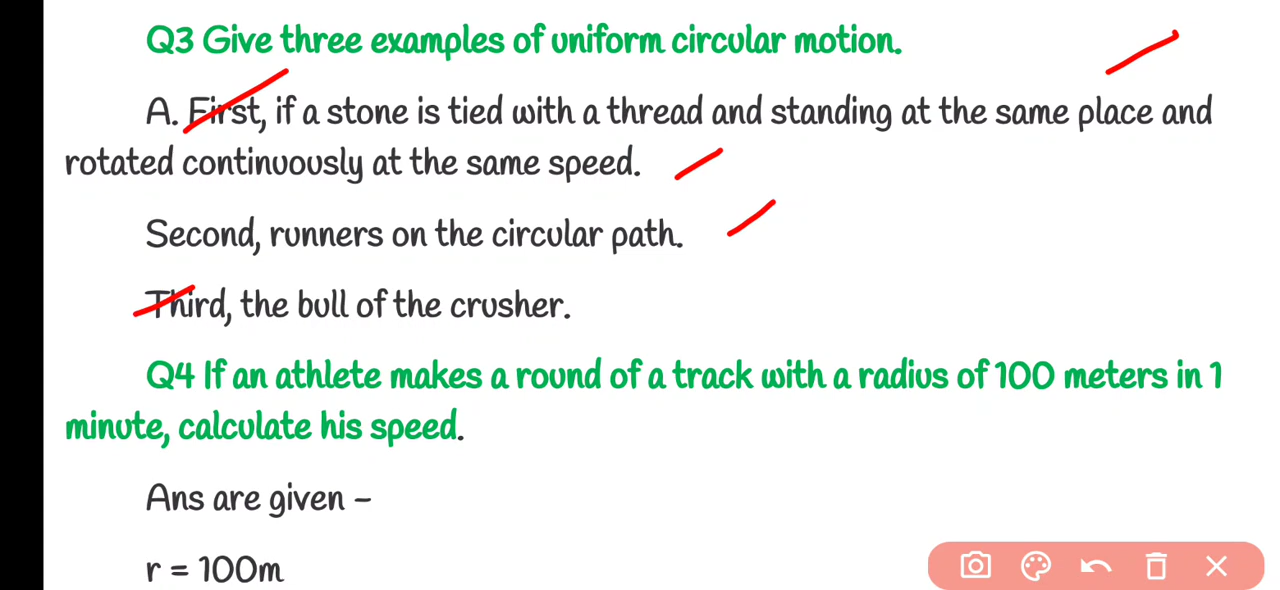 Q3 Give three examples of uniform circular motion.
A. First, if a stone is tied with a thread and standing at the same place and
rotated continuously at the same speed.
Second, runners on the circular path.
Third, the bull of the crusher.
Q4 If an athlete makes a round of a track with a radius of 100 meters in 1
minute, calculate his speed.
Ans are given –
r = 100m